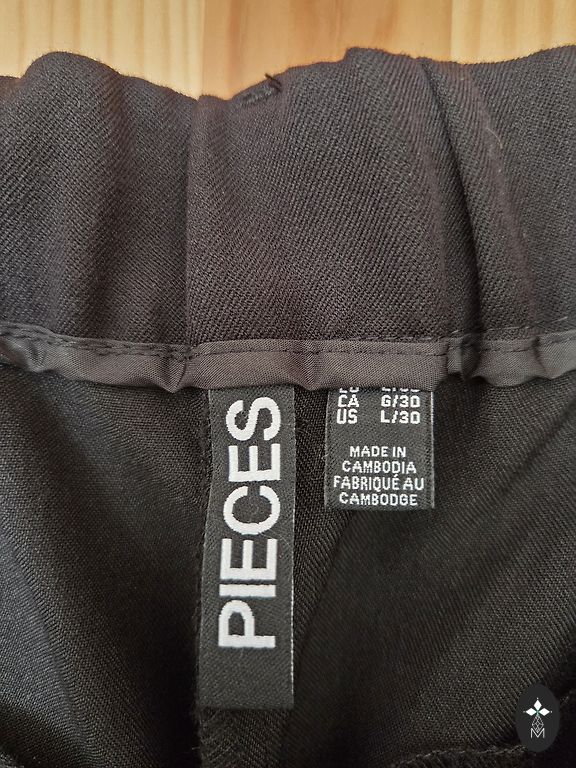 PIECES
CA G/30
US L/30
MADE IN
CAMBODIA
FABRIQUÉ AU
CAMBODGE